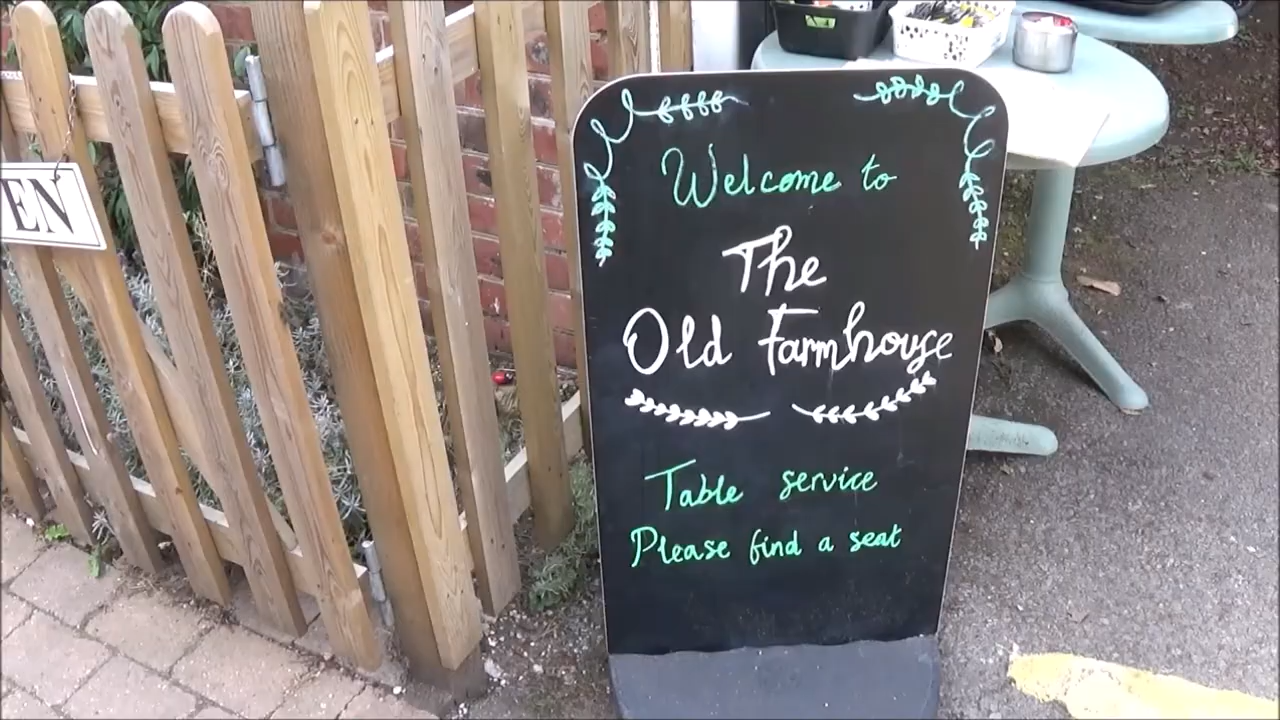 EN
Welcome to
The
Old Farmhouse
Table service
Please find a seat